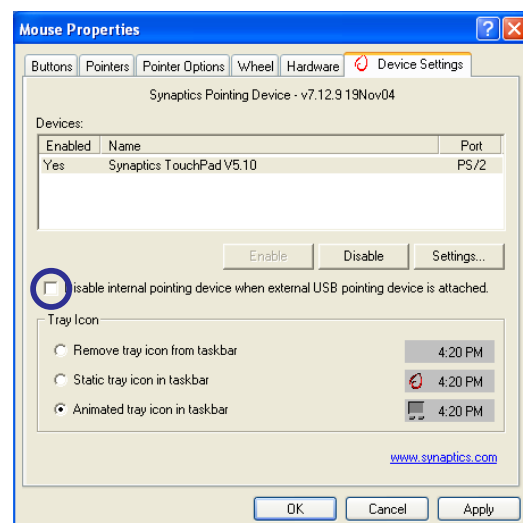 Mouse Properties
Buttons Pointers Pointer Options Wheel Hardware Device Settings
Synaptics Pointing Device - v7.12.9 19Nov04
Devices:
Enabled Name Port
Yes Synaptics TouchPad V5.10 PS/2
Enable Disable Settings...
Disable internal pointing device when external USB pointing device is attached.
Tray Icon
Remove tray icon from taskbar 4:20 PM
Static tray icon in taskbar 4:20 PM
Animated tray icon in taskbar 4:20 PM
www.synaptics.com
OK Cancel Apply